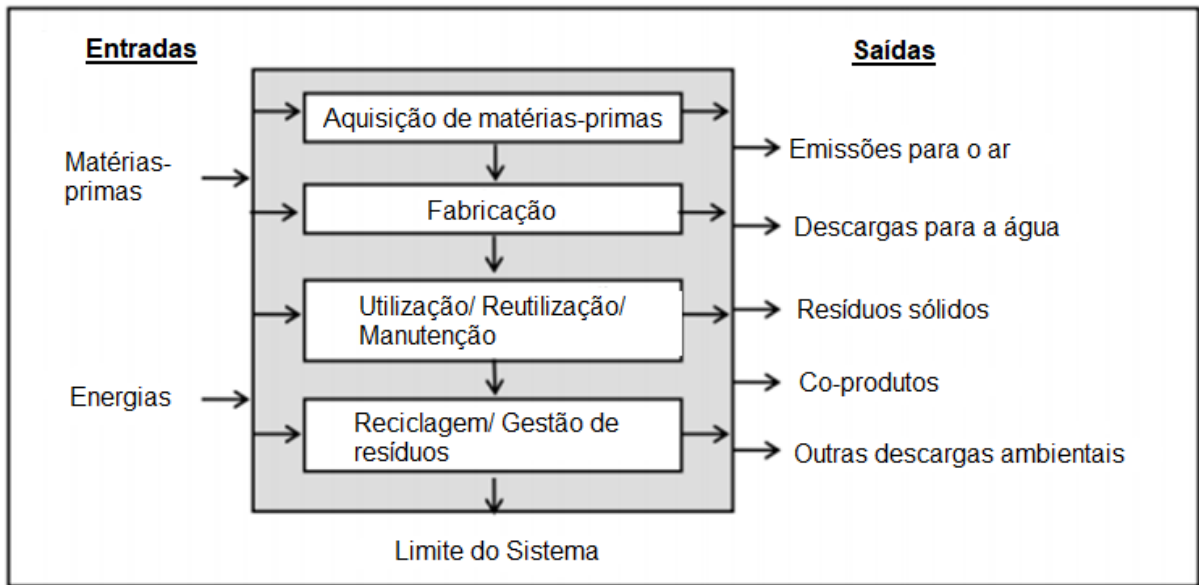 Entradas
Saídas
Aquisição de matérias-primas
Emissões para o ar
Matérias-
primas
Fabricação
Descargas para a água
Utilização/ Reutilização/
Manutenção
Resíduos sólidos
Energias
Co-produtos
Reciclagem/ Gestão de
resíduos
Outras descargas ambientais
Limite do Sistema